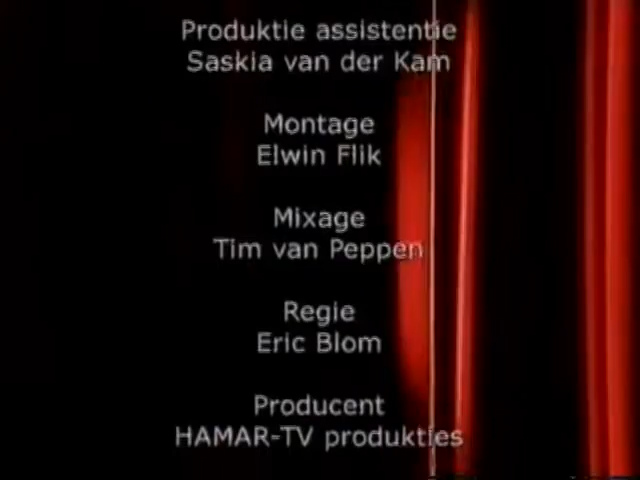 Produktie assistentie
Saskia van der Kam
Montage
Elwin Flik
Mixage
Tim van Peppen
Regie
Eric Blom
Producent
HAMAR-TV produkties